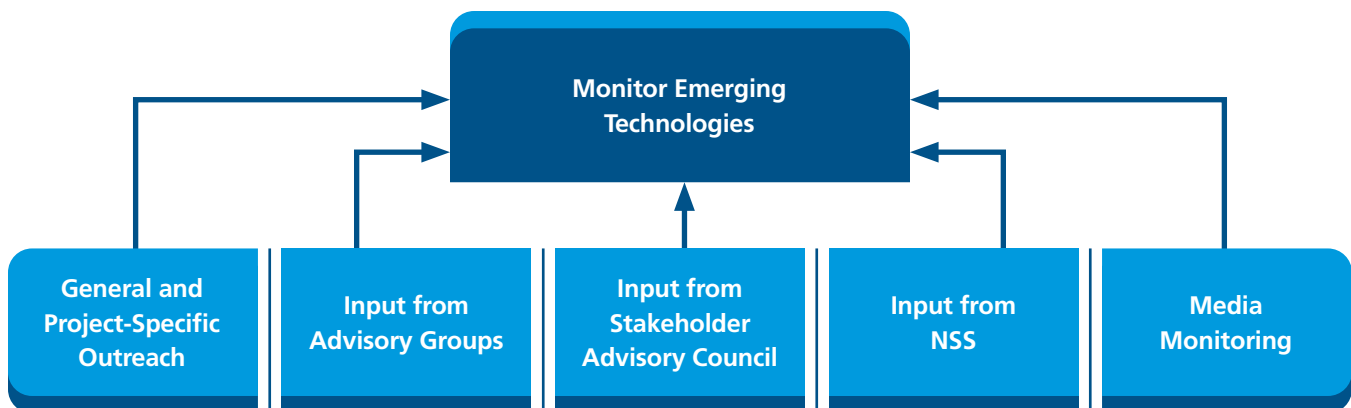 Monitor Emerging
Technologies
General and
Project-Specific
Outreach
Input from
Advisory Groups
Input from
Stakeholder
Advisory Council
Input from
NSS
Media
Monitoring